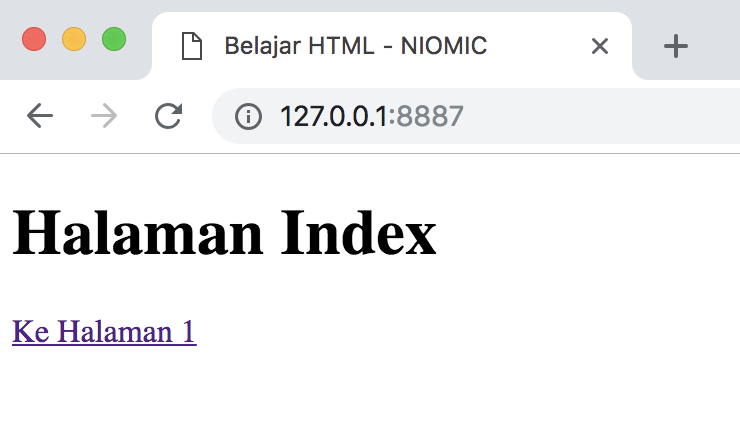 Belajar HTML - NIOMIC
127.0.0.1:8887
Halaman Index
Ke Halaman 1